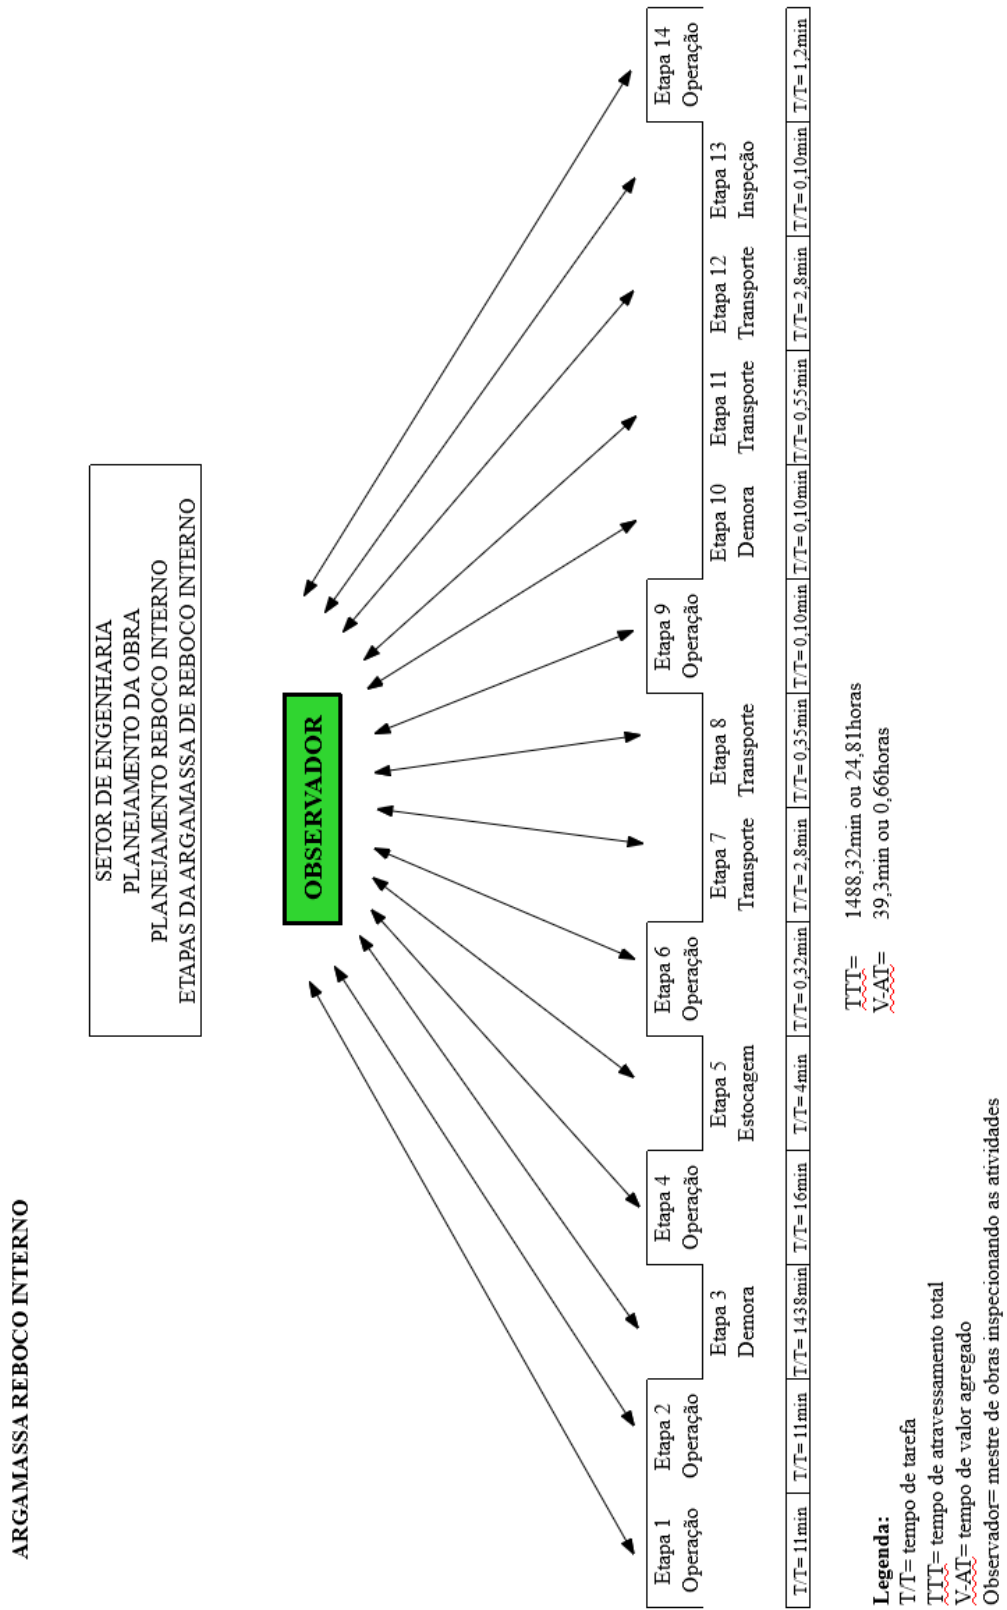 ARGAMASSA REBOCO INTERNO
SETOR DE ENGENHARIA
PLANEJAMENTO DA OBRA
PLANEJAMENTO REBOCO INTERNO
ETAPAS DA ARGAMASSA DE REBOCO INTERNO
OBSERVADOR
Etapa 1
Operação
Etapa 2
Operação
Etapa 3
Demora
Etapa 4
Operação
Etapa 5
Estocagem
Etapa 6
Operação
Etapa 7
Transporte
Etapa 8
Transporte
Etapa 9
Operação
Etapa 10
Demora
Etapa 11
Transporte
Etapa 12
Transporte
Etapa 13
Inspeção
Etapa 14
Operação
T/T= 11min
T/T= 11min
T/T= 1438min
T/T= 16min
T/T= 4min
T/T= 0,32min
T/T= 2,8min
T/T= 0,35min
T/T= 0,10min
T/T= 0,10min
T/T= 0,55min
T/T= 2,8min
T/T= 0,10min
T/T= 1,2min
TTT= 1488,32min ou 24,81horas
V-AT= 39,3min ou 0,66horas
Legenda:
T/T= tempo de tarefa
TTT= tempo de atravessamento total
V-AT= tempo de valor agregado
Observador= mestre de obras inspecionando as atividades